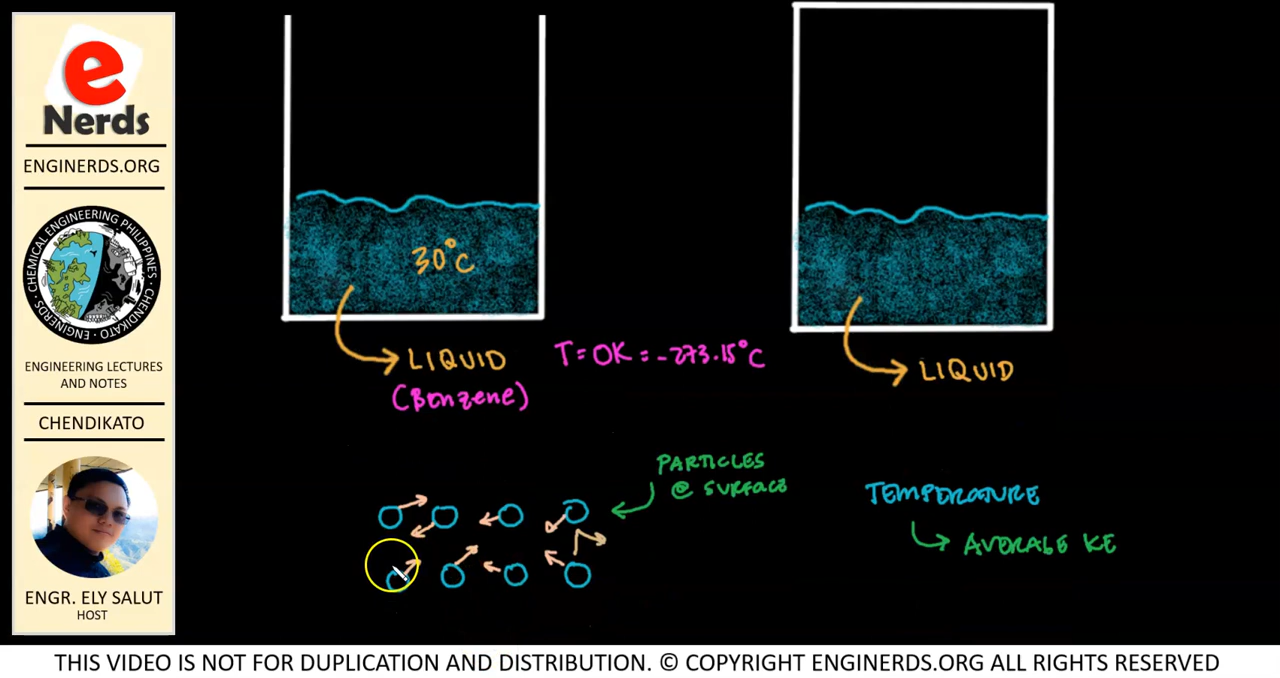 e
Nerds
ENGINERDS.ORG
CHEMICAL ENGINEERING PHILIPPINES
CHENDIKATO · ENGINERDS
ENGINEERING LECTURES
AND NOTES
CHENDIKATO
ENGR. ELY SALUT
HOST
30°C
LIQUID
(Benzene)
T=0K = -273.15°C
LIQUID
PARTICLES
@ SURFACE
TEMPERATURE
AVERAGE KE
THIS VIDEO IS NOT FOR DUPLICATION AND DISTRIBUTION. © COPYRIGHT ENGINERDS.ORG ALL RIGHTS RESERVED